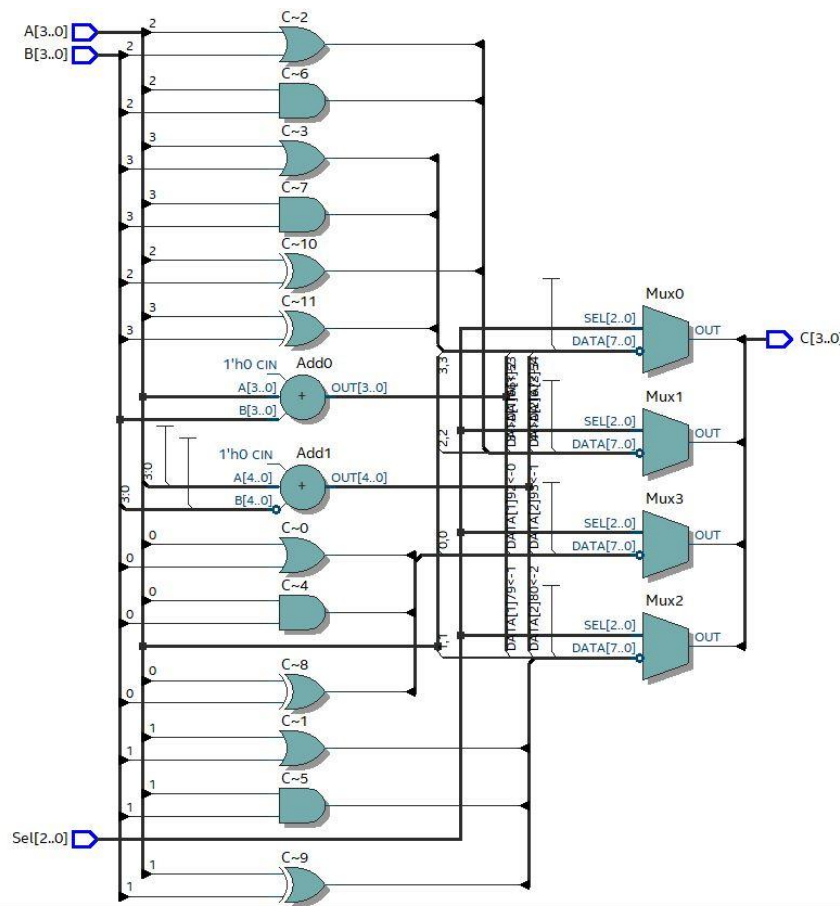 A[3..0]
B[3..0]
2
2
C~2
2
2
C~6
3
3
C~3
3
3
C~7
2
2
C~10
3
3
C~11
1'h0 CIN
Add0
A[3..0]
B[3..0]
OUT[3..0]
1'h0 CIN
Add1
A[4..0]
B[4..0]
OUT[4..0]
3:0
3:0
0
0
C~0
0
0
C~4
0
0
C~8
1
1
C~1
1
1
C~5
Sel[2..0]
1
1
C~9
3,3
2,2
0,0
1,1
DATA[1]92<-0
DATA[2]93<-1
DATA[1]79<-1
DATA[2]80<-2
Mux0
SEL[2..0]
DATA[7..0]
OUT
C[3..0]
Mux1
SEL[2..0]
DATA[7..0]
OUT
Mux3
SEL[2..0]
DATA[7..0]
OUT
Mux2
SEL[2..0]
DATA[7..0]
OUT